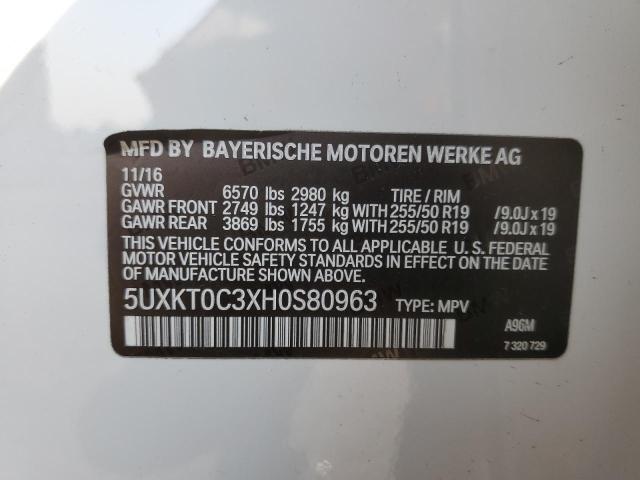 MFD BY BAYERISCHE MOTOREN WERKE AG
11/16
GVWR 6570 lbs 2980 kg TIRE / RIM
GAWR FRONT 2749 lbs 1247 kg WITH 255/50 R19 /9.0J x 19
GAWR REAR 3869 lbs 1755 kg WITH 255/50 R19 /9.0J x 19
THIS VEHICLE CONFORMS TO ALL APPLICABLE U. S. FEDERAL
MOTOR VEHICLE SAFETY STANDARDS IN EFFECT ON THE DATE
OF MANUFACTURE SHOWN ABOVE.
5UXKT0C3XH0S80963 TYPE: MPV
A96M
7 320 729